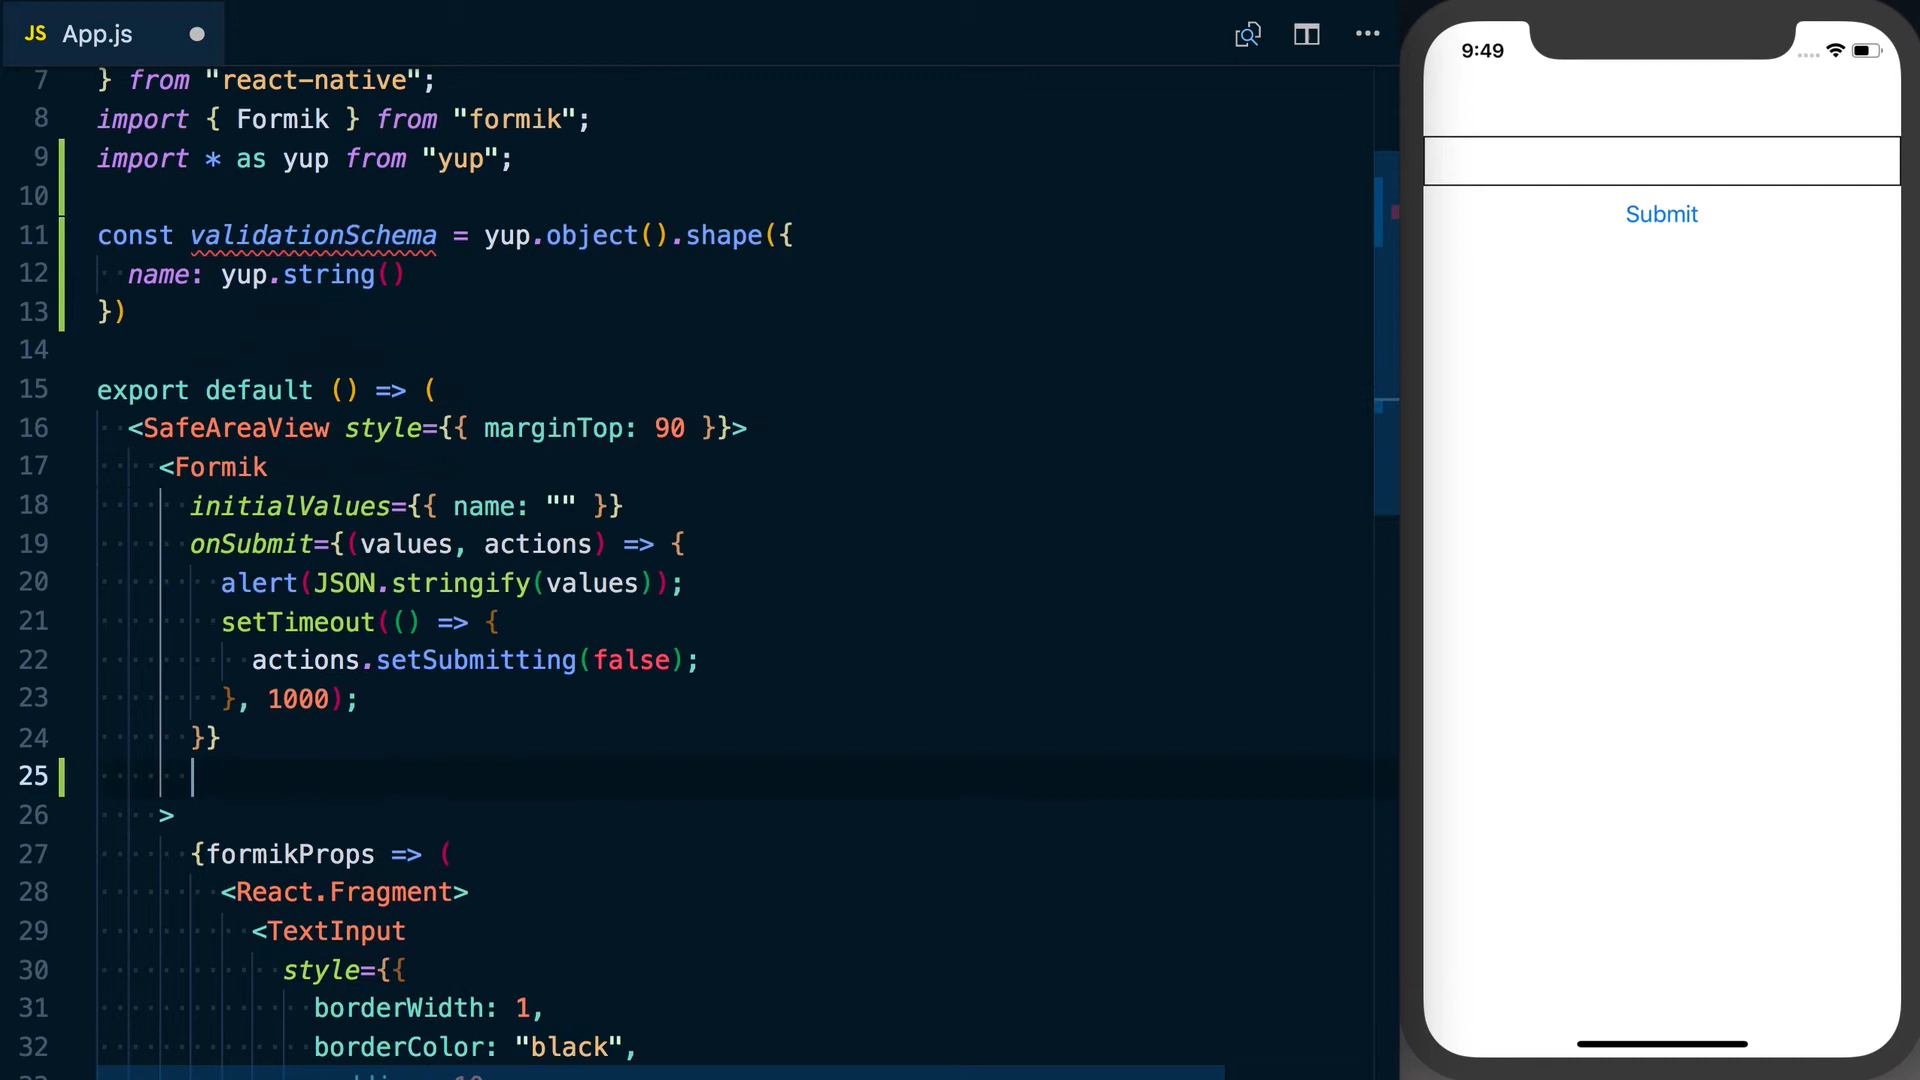 JS App.js
7 } from "react-native";
8 import { Formik } from "formik";
9 import * as yup from "yup";
10
11 const validationSchema = yup.object().shape({
12 name: yup.string()
13 })
14
15 export default () => (
16 <SafeAreaView style={{ marginTop: 90 }}>
17 <Formik
18 initialValues={{ name: "" }}
19 onSubmit={(values, actions) => {
20 alert(JSON.stringify(values));
21 setTimeout(() => {
22 actions.setSubmitting(false);
23 }, 1000);
24 }}
25
26 >
27 {formikProps => (
28 <React.Fragment>
29 <TextInput
30 style={{
31 borderWidth: 1,
32 borderColor: "black",
9:49
Submit